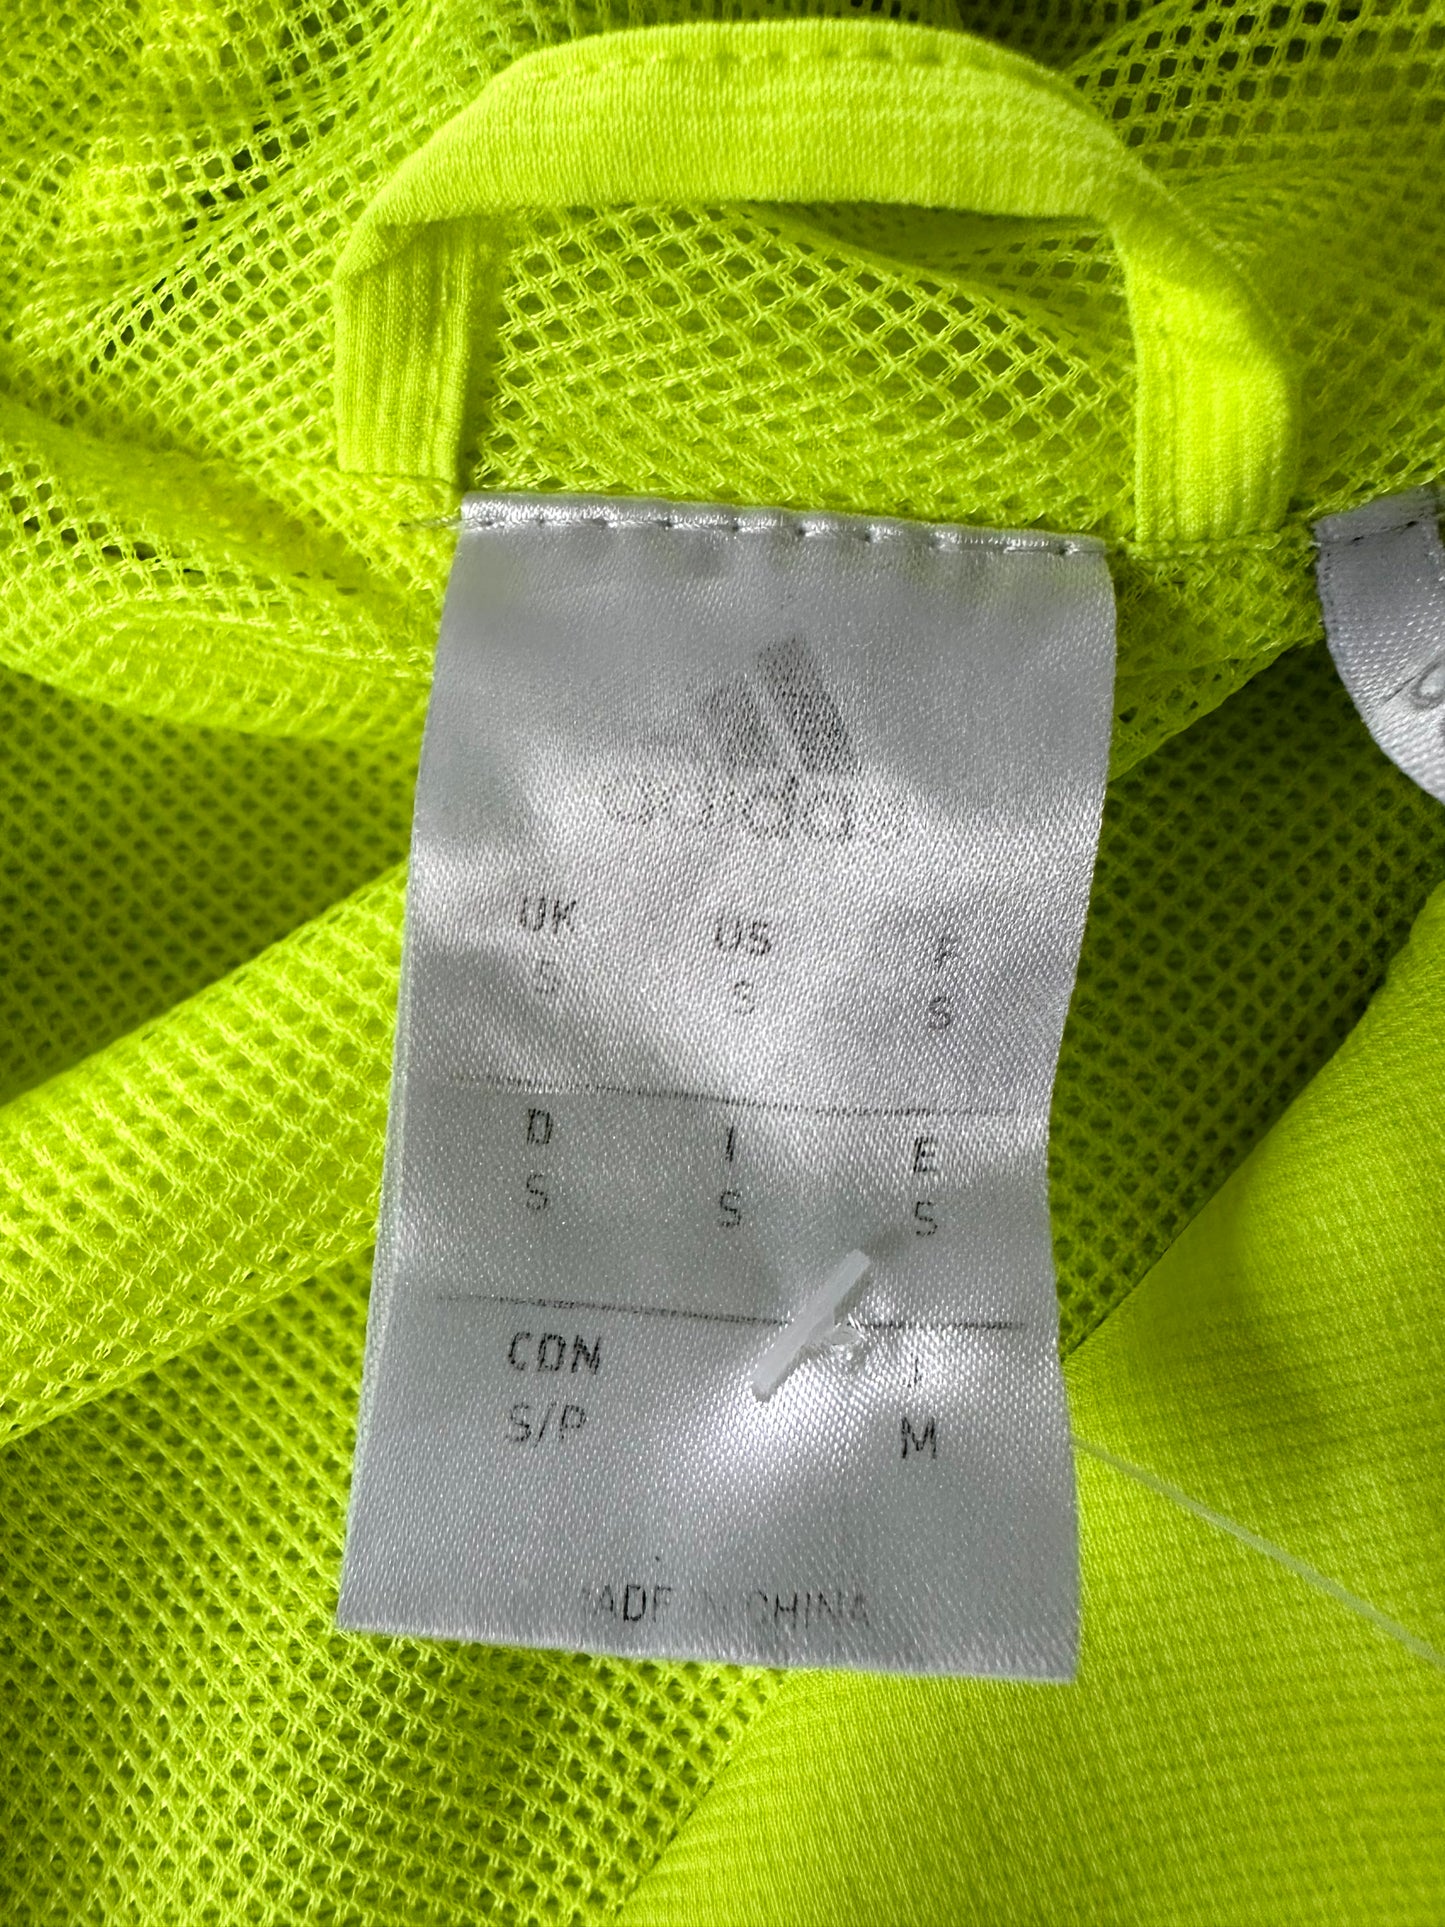 adidas
UK US F
S S S
D I E
S S S
CDN J
S/P M
MADE IN CHINA